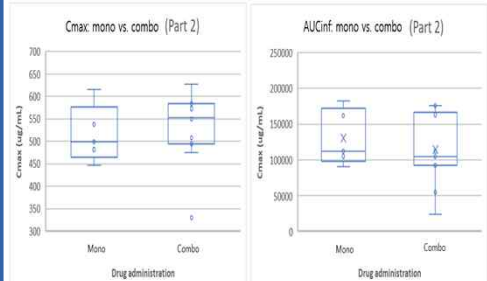 Cmax: mono vs. combo (Part 2)
700
650
600
550
500
450
400
350
300
Cmax (ug/mL)
Mono
Combo
Drug administration
AUCinf: mono vs. combo (Part 2)
250000
200000
150000
100000
50000
0
Cmax (ug/mL)
Mono
Combo
Drug administration